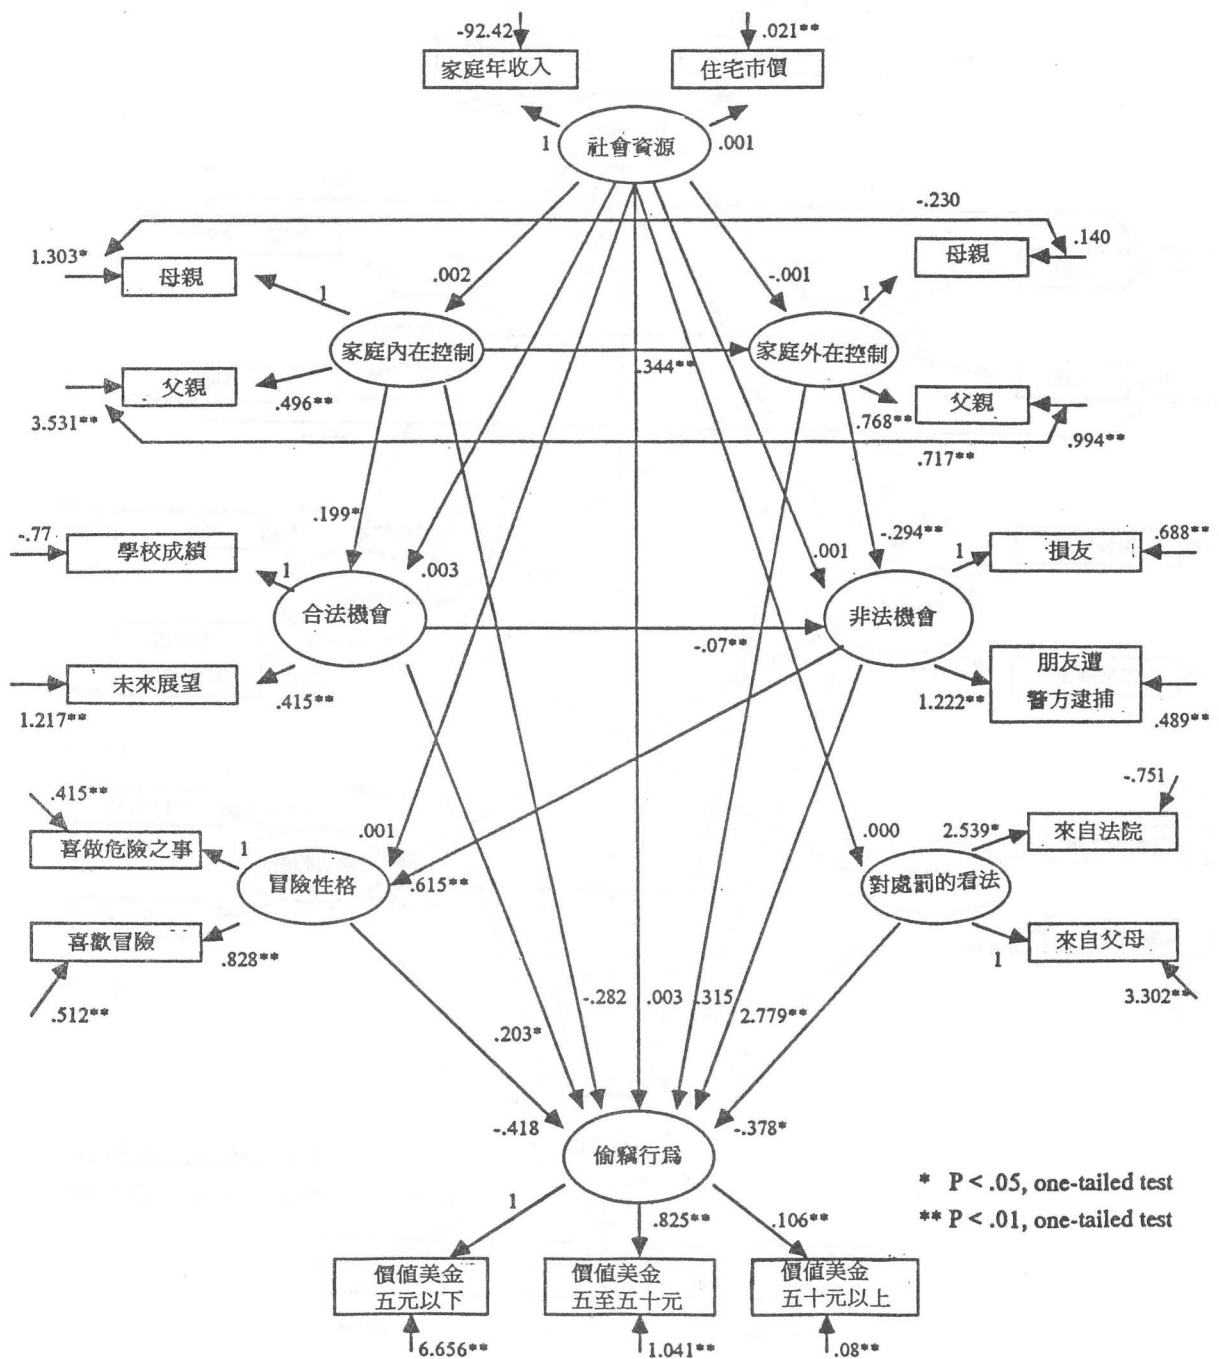 -92.42
.021**
家庭年收入
住宅市價
1
社會資源
.001
-.230
1.303*
母親
1
.002
-.001
1
母親
.140
家庭內在控制
.344**
家庭外在控制
父親
.496**
3.531**
.768**
父親
.717**
.994**
.199*
-.294**
-.77
學校成績
1
.003
.001
1
損友
.688**
合法機會
-.07**
非法機會
未來展望
.415**
1.217**
1.222**
朋友遭
警方逮捕
.489**
.415**
-.751
喜做危險之事
1
.001
.000
2.539*
來自法院
冒險性格
.615**
對處罰的看法
喜歡冒險
.828**
.512**
1
來自父母
3.302**
-.282
.003
.315
.203*
2.779**
-.418
-.378*
偷竊行爲
* P < .05, one-tailed test
** P < .01, one-tailed test
1
.825**
.106**
價值美金
五元以下
價值美金
五至五十元
價值美金
五十元以上
6.656**
1.041**
.08**